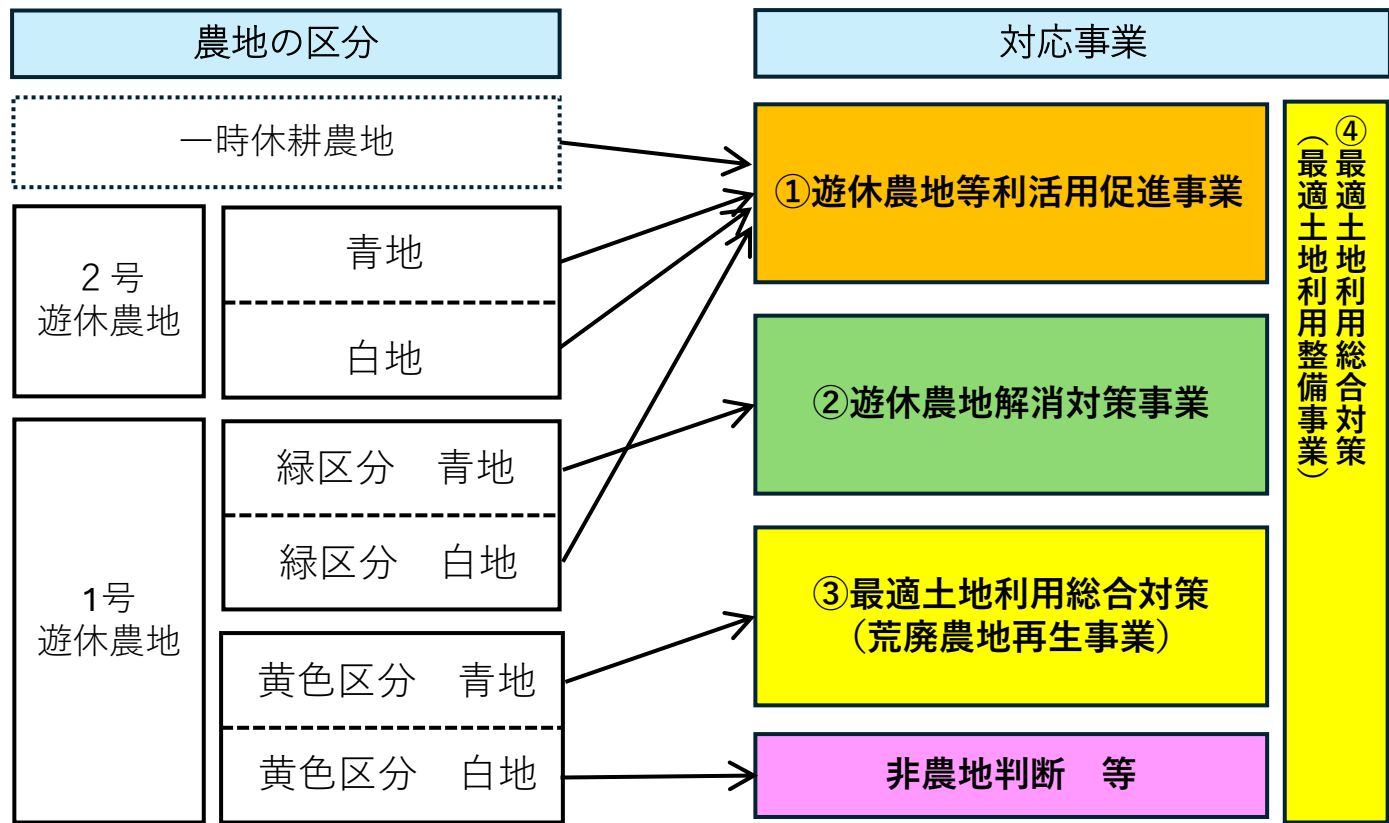 農地の区分
対応事業
一時休耕農地
2号
遊休農地
青地
白地
1号
遊休農地
緑区分　青地
緑区分　白地
黄色区分　青地
黄色区分　白地
①遊休農地等利活用促進事業
②遊休農地解消対策事業
③最適土地利用総合対策
（荒廃農地再生事業）
非農地判断　等
④最適土地利用総合対策
（最適土地利用整備事業）